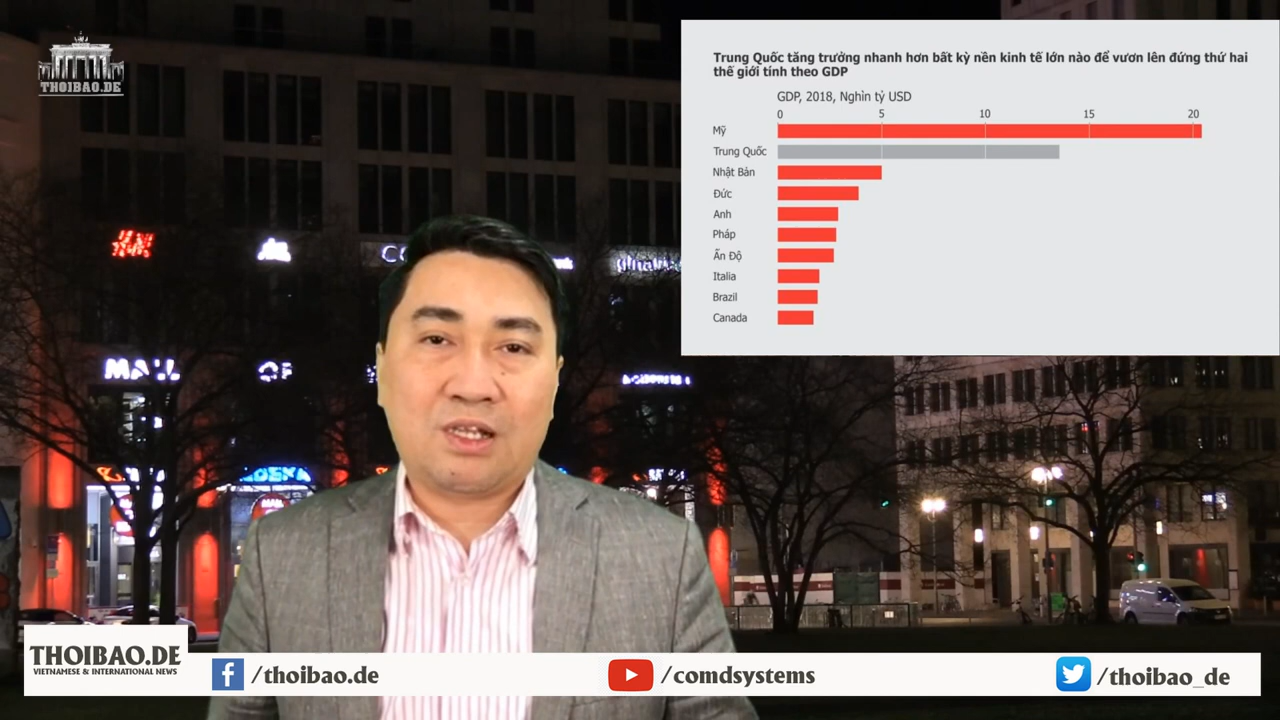 THOIBAO.DE
Trung Quốc tăng trưởng nhanh hơn bất kỳ nền kinh tế lớn nào để vươn lên đứng thứ hai
thế giới tính theo GDP
GDP, 2018, Nghìn tỷ USD
0 5 10 15 20
Mỹ
Trung Quốc
Nhật Bản
Đức
Anh
Pháp
Ấn Độ
Italia
Brazil
Canada
H&M
MALL OF
EDEKA
THOIBAO.DE
VIETNAMESE & INTERNATIONAL NEWS
/thoibao.de
/comdsystems
/thoibao_de